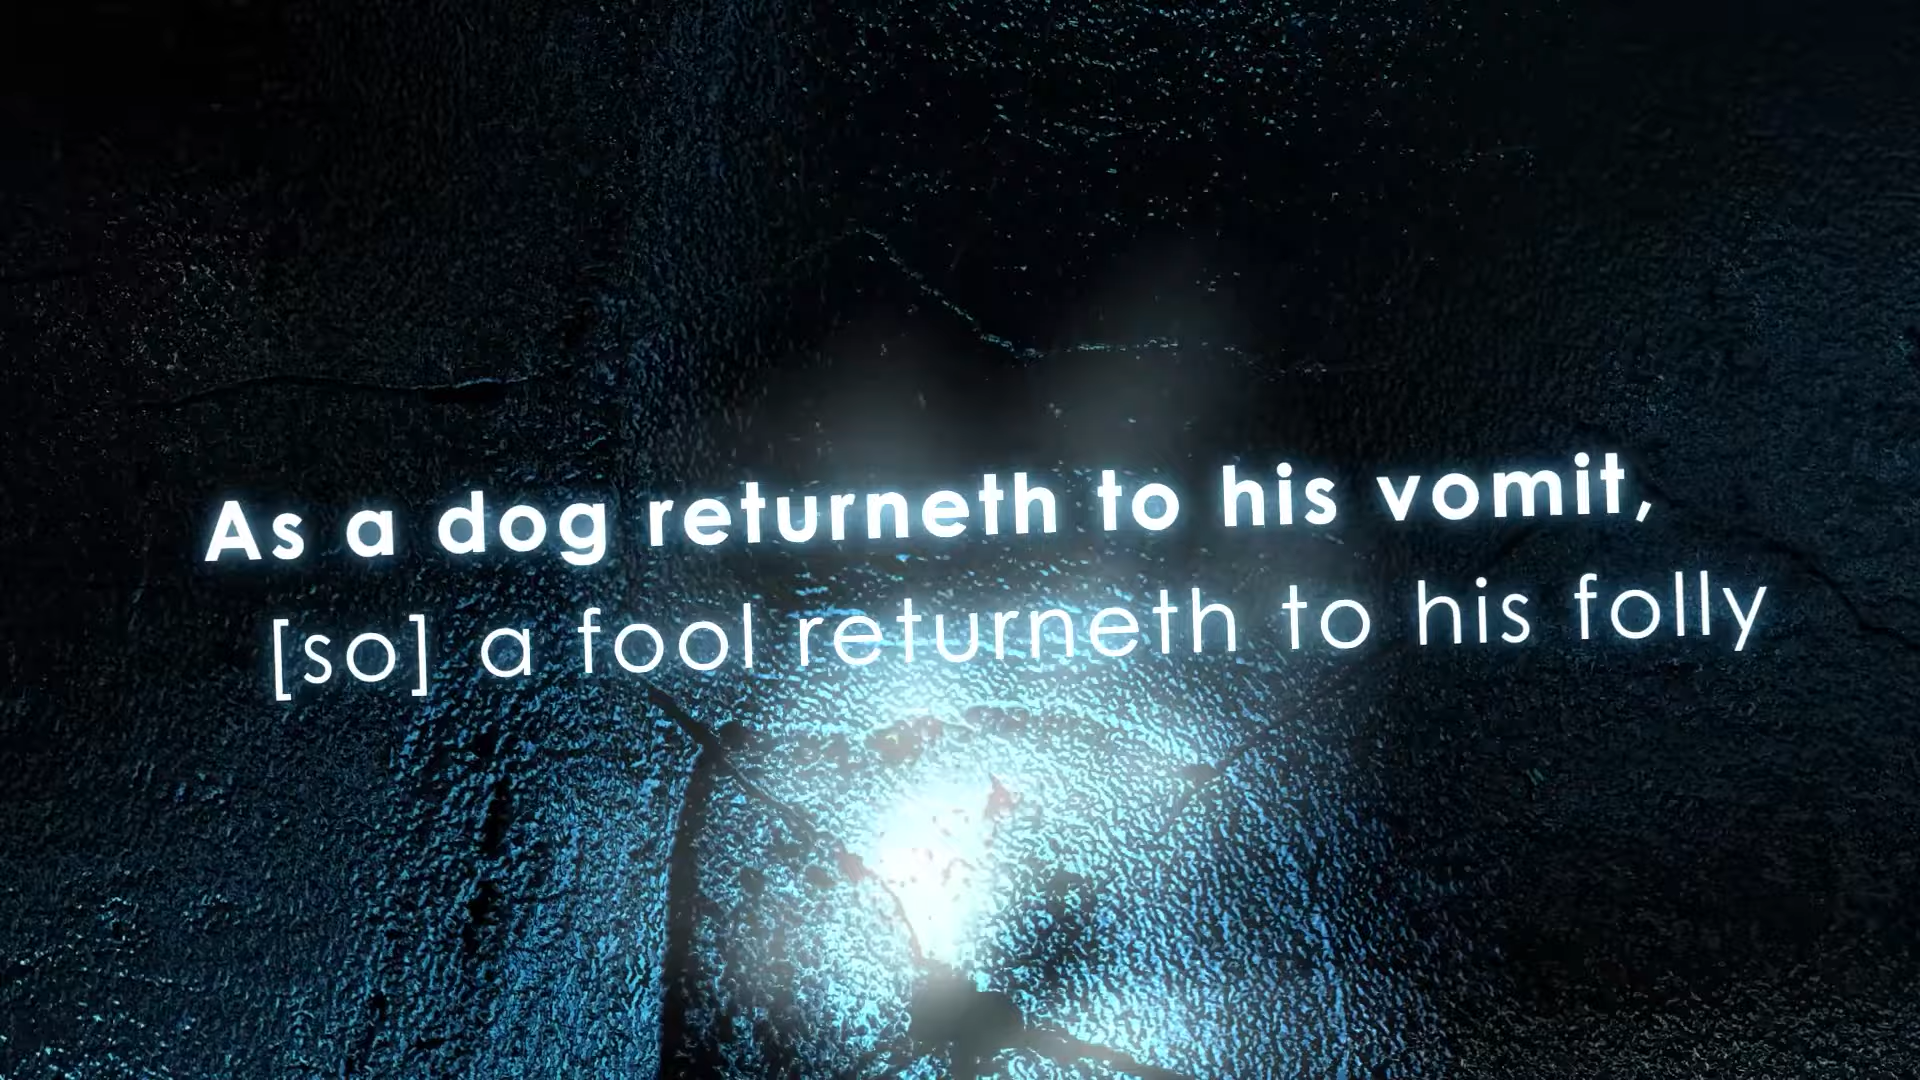 As a dog returneth to his vomit,
[so] a fool returneth to his folly